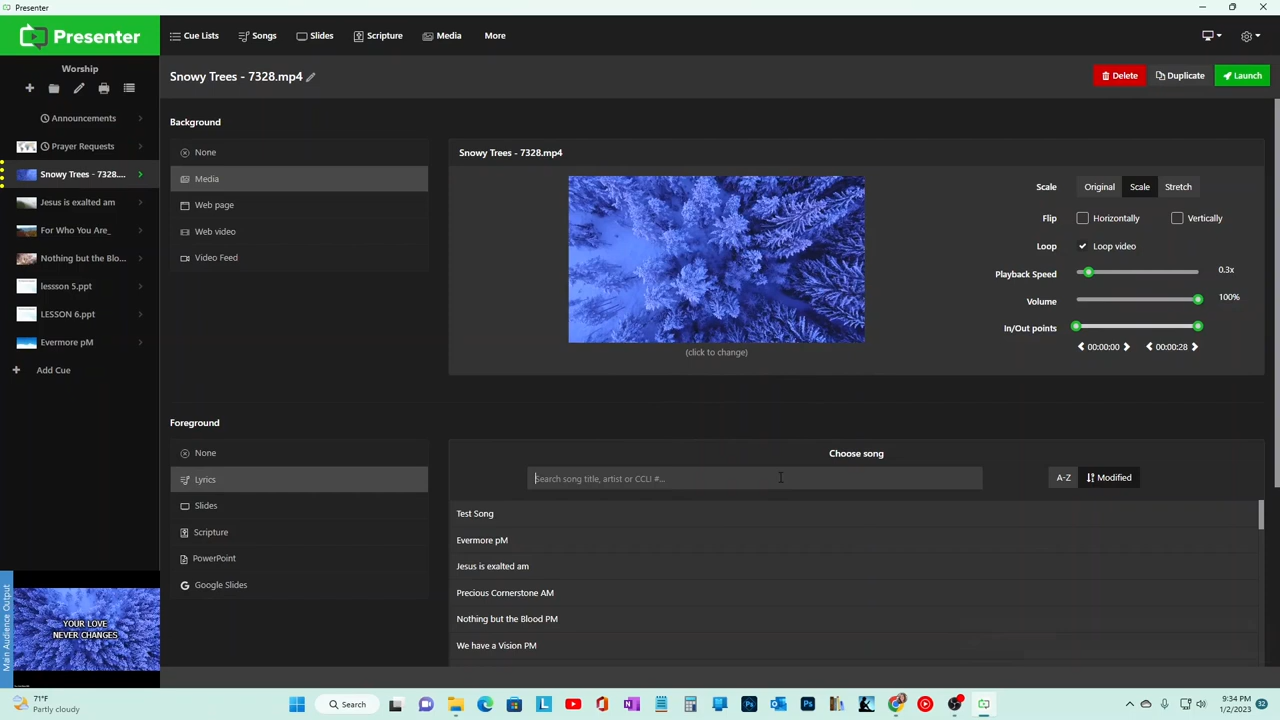 Presenter
Presenter
Cue Lists
Songs
Slides
Scripture
Media
More
Worship
Snowy Trees - 7328.mp4
Delete
Duplicate
Launch
Announcements
Prayer Requests
Snowy Trees - 7328....
Jesus is exalted am
For Who You Are_
Nothing but the Bloo...
lessson 5.ppt
LESSON 6.ppt
Evermore pM
Add Cue
Background
None
Media
Web page
Web video
Video Feed
Snowy Trees - 7328.mp4
(click to change)
Scale
Original
Scale
Stretch
Flip
Horizontally
Vertically
Loop
Loop video
Playback Speed
0.3x
Volume
100%
In/Out points
00:00:00
00:00:28
Foreground
None
Lyrics
Slides
Scripture
PowerPoint
Google Slides
Choose song
Search song title, artist or CCLI #...
A-Z
Modified
Test Song
Evermore pM
Jesus is exalted am
Precious Cornerstone AM
Nothing but the Blood PM
We have a Vision PM
Main Audience Output
YOUR LOVE
NEVER CHANGES
71°F
Partly cloudy
Search
9:34 PM
1/2/2023